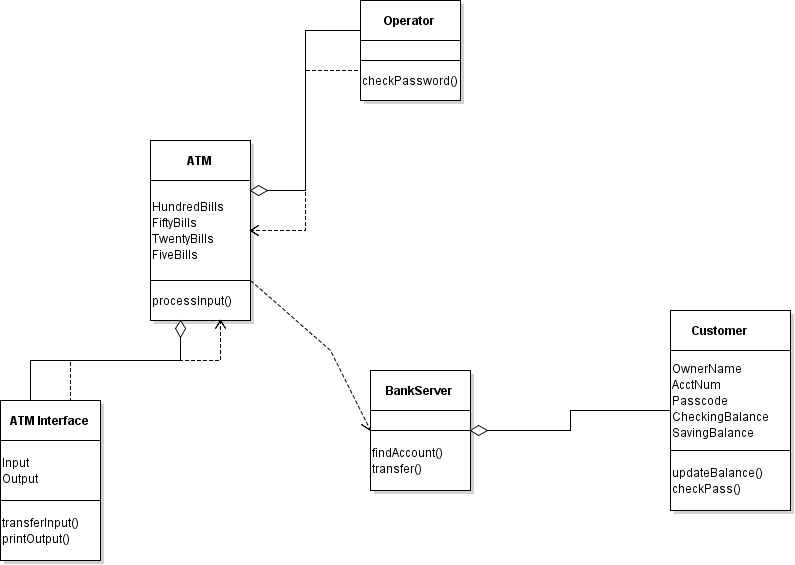 Operator
checkPassword()
ATM
HundredBills
FiftyBills
TwentyBills
FiveBills
processInput()
ATM Interface
Input
Output
transferInput()
printOutput()
BankServer
findAccount()
transfer()
Customer
OwnerName
AcctNum
Passcode
CheckingBalance
SavingBalance
updateBalance()
checkPass()